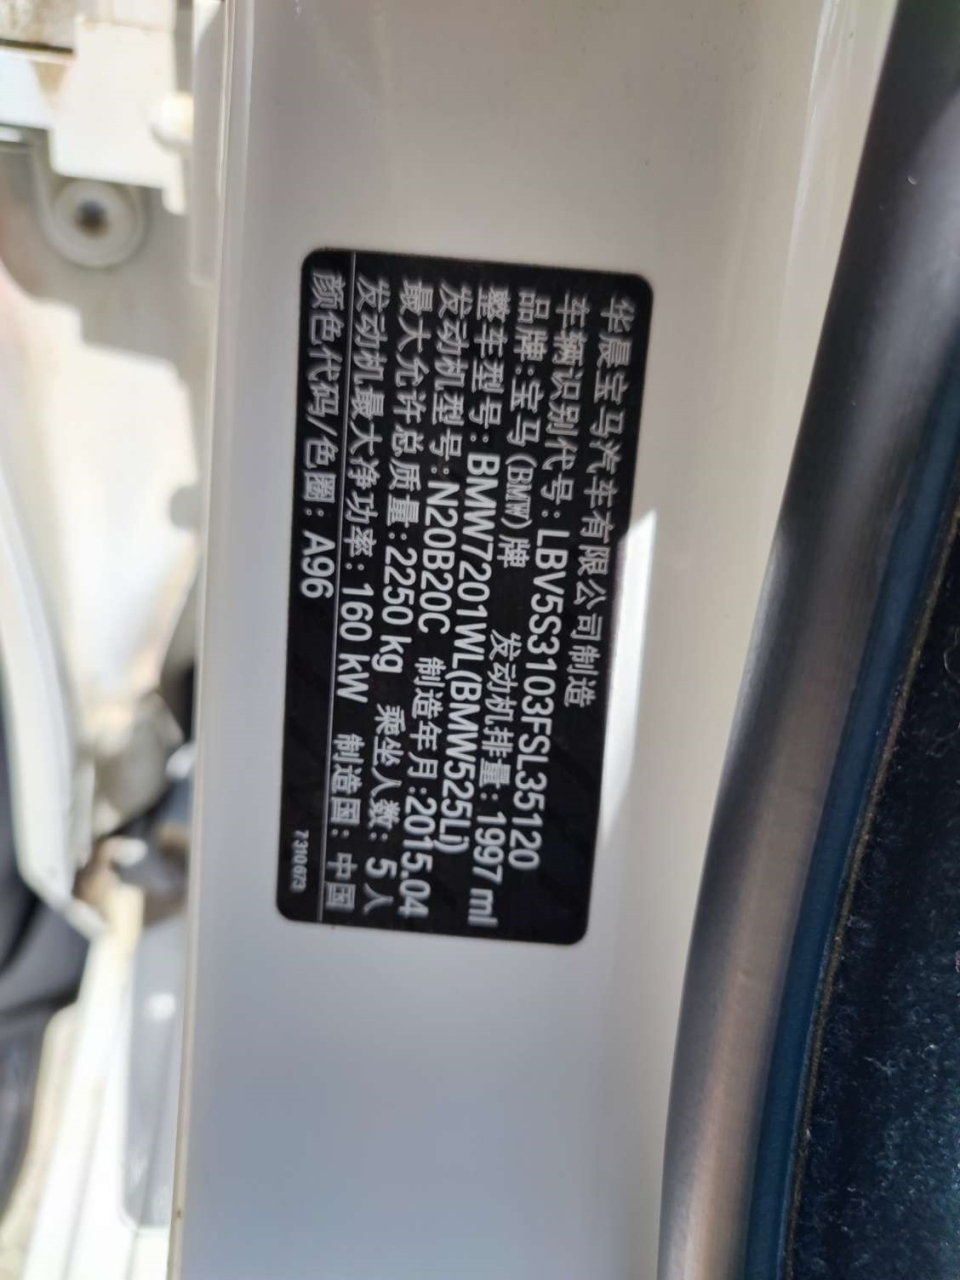 华晨宝马汽车有限公司制造
车辆识别代号: LBV5S3103FSL35120
品牌:宝马(BMW)牌 发动机排量: 1997 ml
整车型号: BMW7201WL(BMW525Li)
发动机型号: N20B20C 制造年月:2015.04
最大允许总质量: 2250 kg 乘坐人数: 5 人
发动机最大净功率: 160 kW 制造国: 中国
颜色代码/色圈: A96
7310673